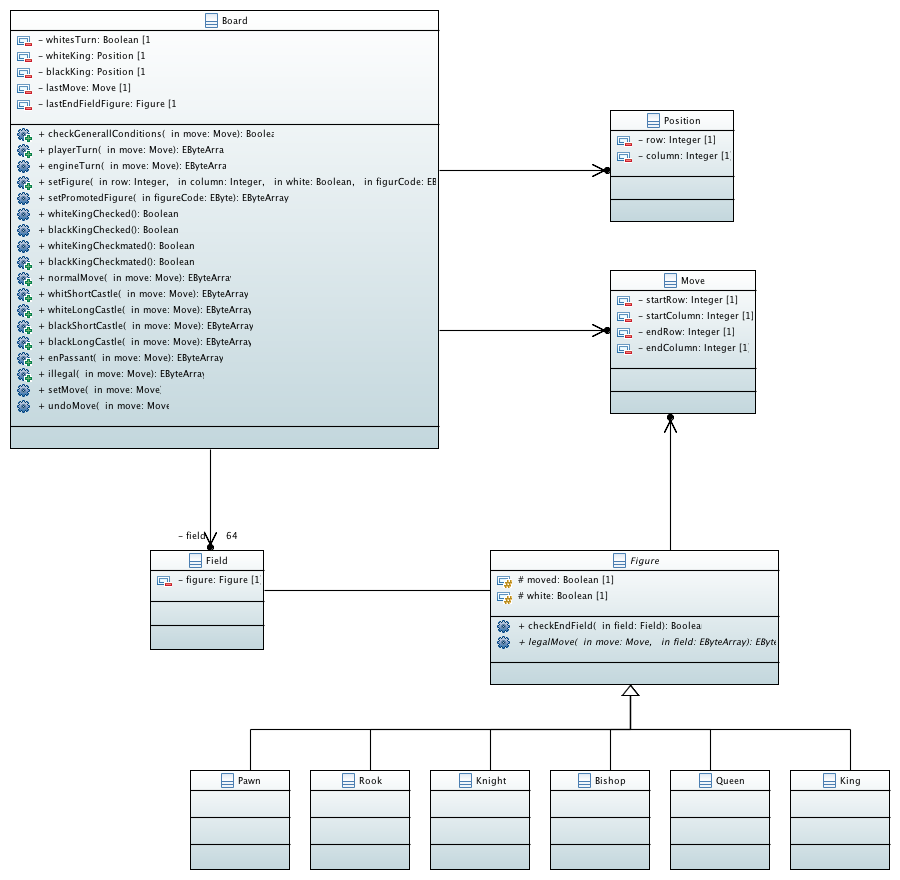 Board
- whitesTurn: Boolean [1
- whiteKing: Position [1
- blackKing: Position [1
- lastMove: Move [1]
- lastEndFieldFigure: Figure [1
+ checkGenerallConditions( in move: Move): Boolea
+ playerTurn( in move: Move): EByteArra
+ engineTurn( in move: Move): EByteArra
+ setFigure( in row: Integer, in column: Integer, in white: Boolean, in figurCode: EB
+ setPromotedFigure( in figureCode: EByte): EByteArray
+ whiteKingChecked(): Boolean
+ blackKingChecked(): Boolean
+ whiteKingCheckmated(): Boolean
+ blackKingCheckmated(): Boolean
+ normalMove( in move: Move): EByteArray
+ whitShortCastle( in move: Move): EByteArray
+ whiteLongCastle( in move: Move): EByteArray
+ blackShortCastle( in move: Move): EByteArray
+ blackLongCastle( in move: Move): EByteArray
+ enPassant( in move: Move): EByteArray
+ illegal( in move: Move): EByteArray
+ setMove( in move: Move)
+ undoMove( in move: Move
Position
- row: Integer [1]
- column: Integer [1]
Move
- startRow: Integer [1]
- startColumn: Integer [1]
- endRow: Integer [1]
- endColumn: Integer [1]
- field 64
Field
- figure: Figure [1]
Figure
# moved: Boolean [1]
# white: Boolean [1]
+ checkEndField( in field: Field): Boolea
+ legalMove( in move: Move, in field: EByteArray): EByte
Pawn
Rook
Knight
Bishop
Queen
King